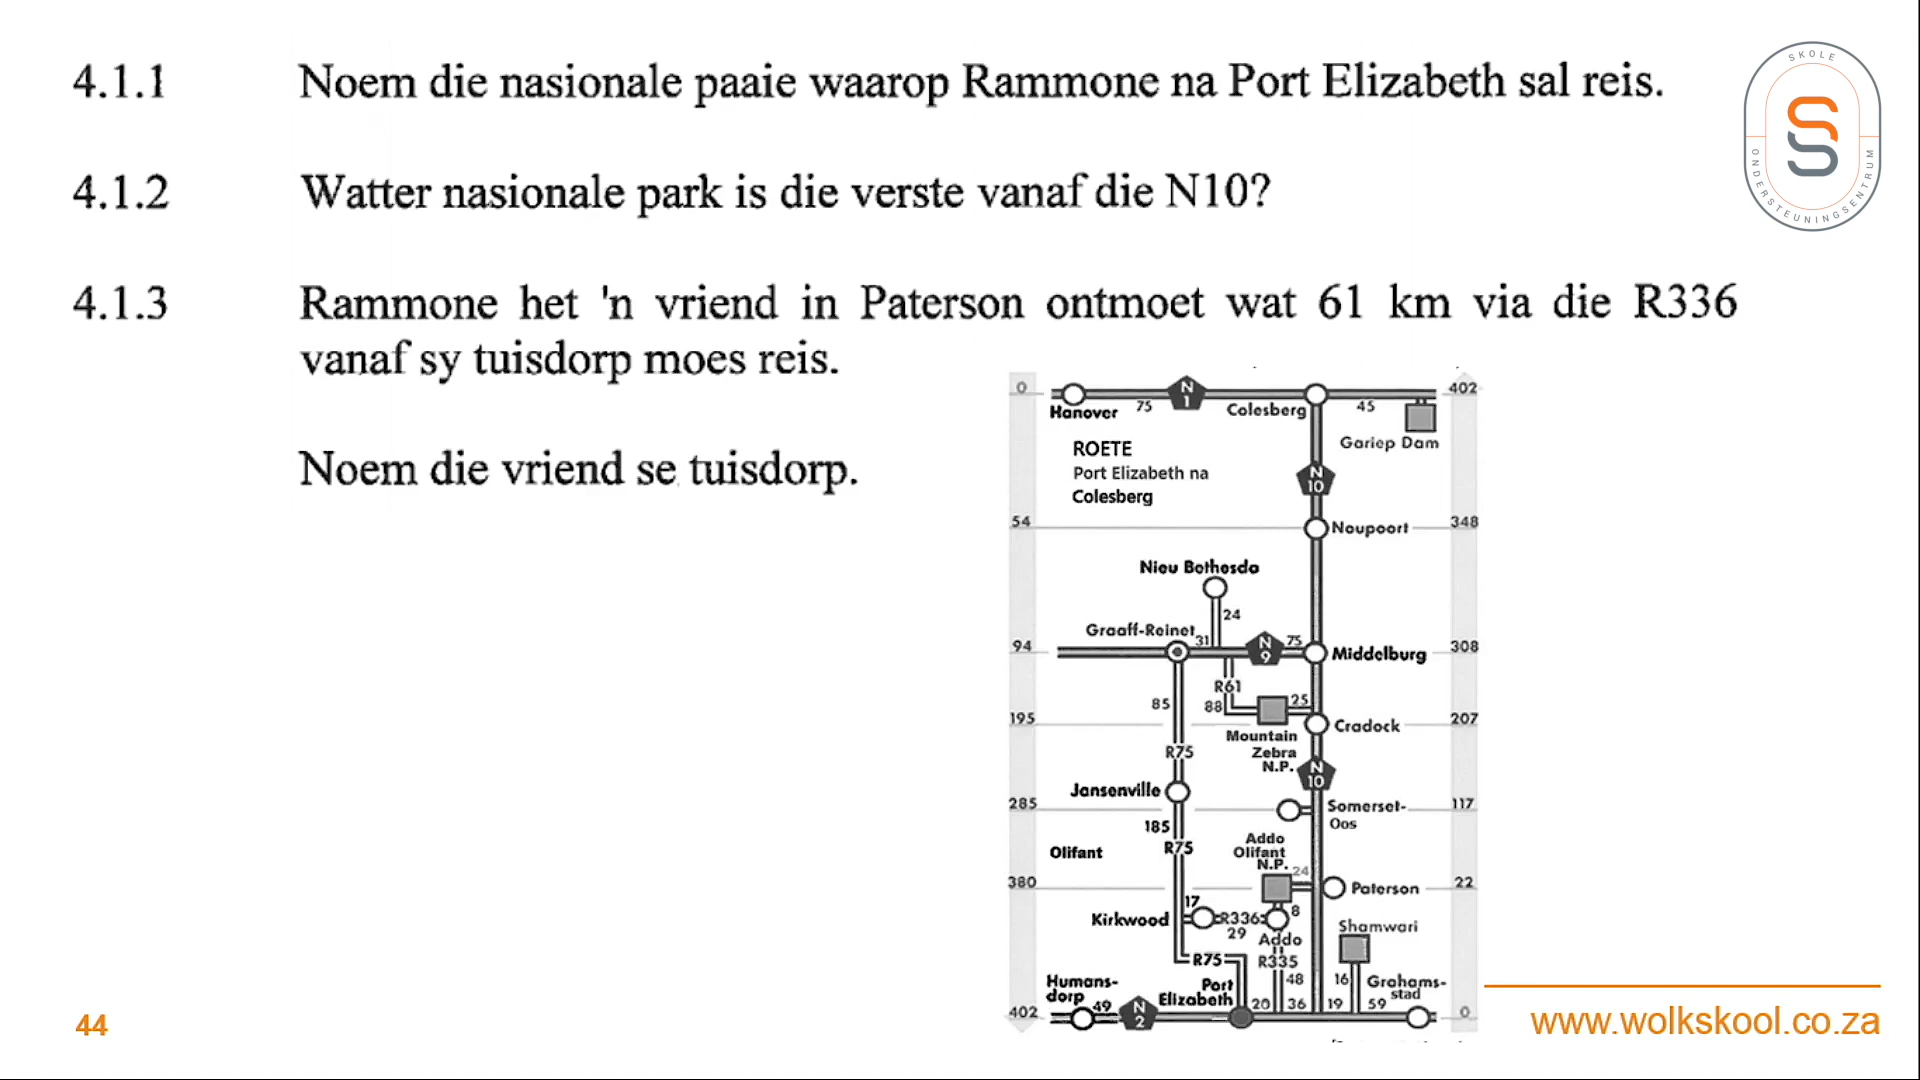 4.1.1 Noem die nasionale paaie waarop Rammone na Port Elizabeth sal reis.
4.1.2 Watter nasionale park is die verste vanaf die N10?
4.1.3 Rammone het 'n vriend in Paterson ontmoet wat 61 km via die R336
vanaf sy tuisdorp moes reis.
Noem die vriend se tuisdorp.
SKOLE
ONDERSTEUNINGSENTRUM
0
402
Hanover
75
N
1
Colesberg
45
Gariep Dam
ROETE
Port Elizabeth na
Colesberg
N
10
54
Noupoort
348
Nieu Bethesda
24
Graaff-Reinet
31
N
9
75
94
Middelburg
308
R61
88
25
85
195
Cradock
207
Mountain
Zebra
N.P.
R75
N
10
Jansenville
285
Somerset-
Oos
117
185
R75
Olifant
Addo
Olifant
N.P.
24
380
Paterson
22
17
Kirkwood
R336
29
8
Addo
Shamwari
R75
R335
48
16
Grahams-
stad
Humans-
dorp
49
N
2
Port
Elizabeth
20
36
19
59
402
0
44
www.wolkskool.co.za